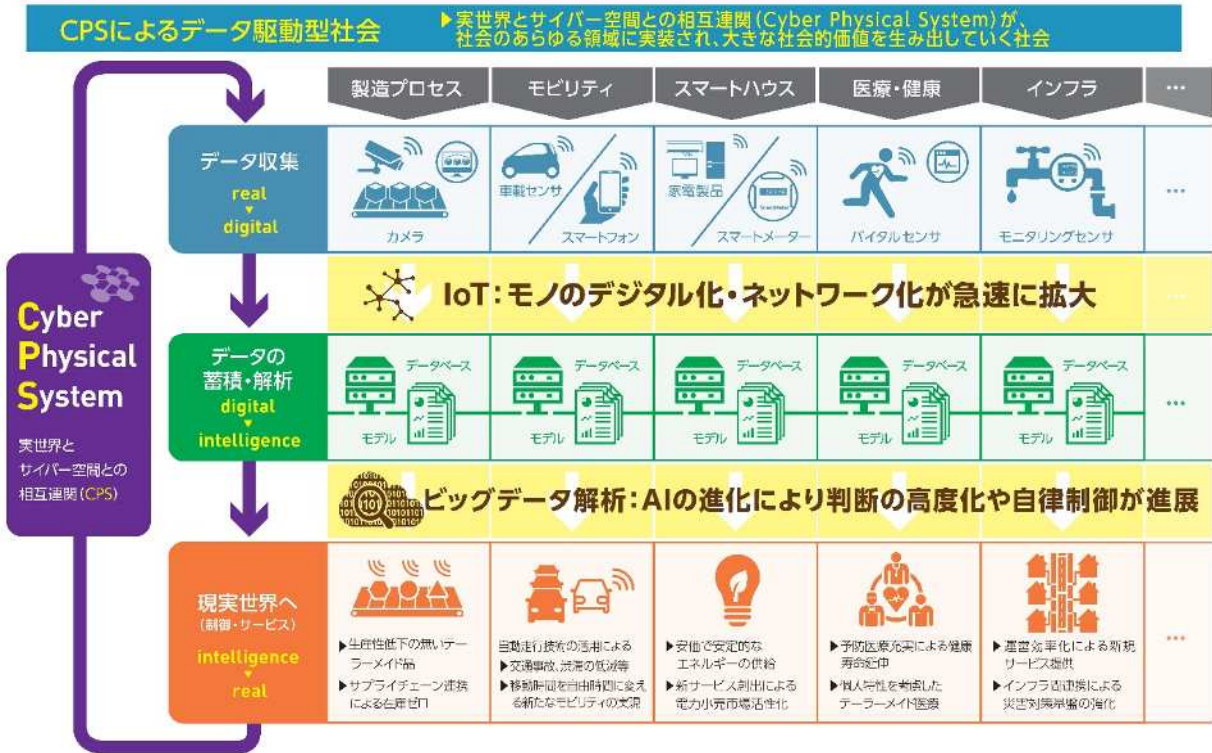 CPSによるデータ駆動型社会
▶実世界とサイバー空間との相互連関(Cyber Physical System)が、
社会のあらゆる領域に実装され、大きな社会的価値を生み出していく社会
製造プロセス
モビリティ
スマートハウス
医療・健康
インフラ
…
データ収集
real
▼
digital
カメラ
車載センサ
スマートフォン
家電製品
スマートメーター
バイタルセンサ
モニタリングセンサ
…
IoT:モノのデジタル化・ネットワーク化が急速に拡大
…
Cyber
Physical
System
実世界と
サイバー空間との
相互連関(CPS)
データの
蓄積・解析
digital
▼
intelligence
データベース
モデル
データベース
モデル
データベース
モデル
データベース
モデル
データベース
モデル
…
ビッグデータ解析:AIの進化により判断の高度化や自律制御が進展
現実世界へ
(制御・サービス)
intelligence
▼
real
▶生産性低下の無いテー
ラーメイド品
▶サプライチェーン連携
による在庫ゼロ
自動走行技術の活用による
▶交通事故、渋滞の低減等
▶移動時間を自由時間に変え
る新たなモビリティの実現
▶安価で安定的な
エネルギーの供給
▶新サービス創出による
電力小売市場活性化
▶予防医療充実による健康
寿命延伸
▶個人特性を考慮した
テーラーメイド医療
▶運営効率化による新規
サービス提供
▶インフラ間連携による
災害対策基盤の強化
…